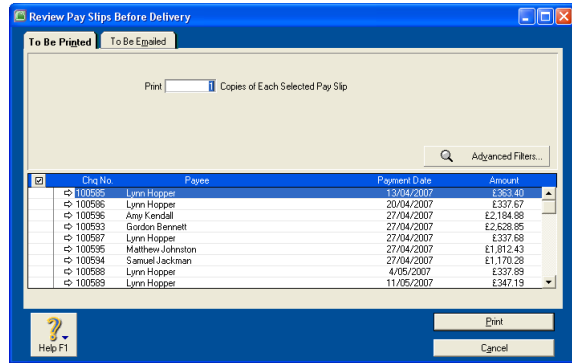 Review Pay Slips Before Delivery
To Be Printed To Be Emailed
Print 1 Copies of Each Selected Pay Slip
Advanced Filters...
Chq No. Payee Payment Date Amount
100585 Lynn Hopper 13/04/2007 £363.40
100586 Lynn Hopper 20/04/2007 £337.67
100596 Amy Kendall 27/04/2007 £2,184.88
100593 Gordon Bennett 27/04/2007 £2,628.85
100587 Lynn Hopper 27/04/2007 £337.68
100595 Matthew Johnston 27/04/2007 £1,812.43
100594 Samuel Jackman 27/04/2007 £1,170.28
100588 Lynn Hopper 4/05/2007 £337.89
100589 Lynn Hopper 11/05/2007 £347.19
Print
Help F1
Cancel